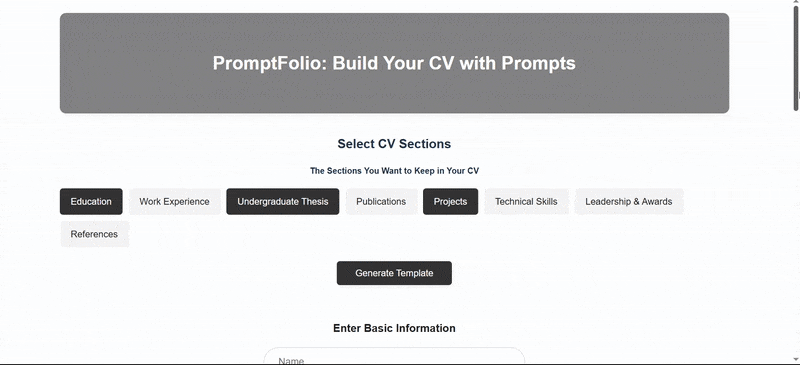 PromptFolio: Build Your CV with Prompts
Select CV Sections
The Sections You Want to Keep in Your CV
Education Work Experience Undergraduate Thesis Publications Projects Technical Skills Leadership & Awards
References
Generate Template
Enter Basic Information
Name